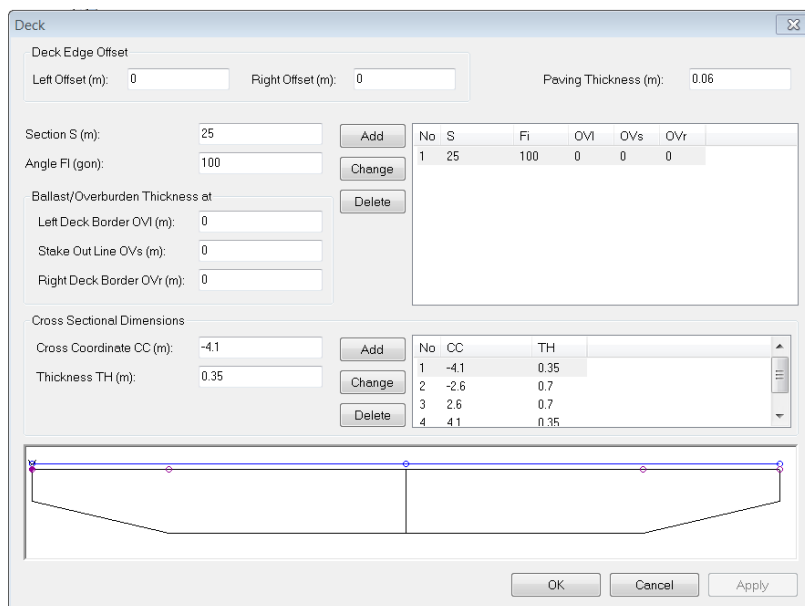 Deck
Deck Edge Offset
Left Offset (m): 0 Right Offset (m): 0 Paving Thickness (m): 0.06
Section S (m): 25 Add
Angle FI (gon): 100 Change
Delete
No S Fi OVl OVs OVr
1 25 100 0 0 0
Ballast/Overburden Thickness at
Left Deck Border OVl (m): 0
Stake Out Line OVs (m): 0
Right Deck Border OVr (m): 0
Cross Sectional Dimensions
Cross Coordinate CC (m): -4.1 Add
Thickness TH (m): 0.35 Change
Delete
No CC TH
1 -4.1 0.35
2 -2.6 0.7
3 2.6 0.7
4 4.1 0.35
OK Cancel Apply